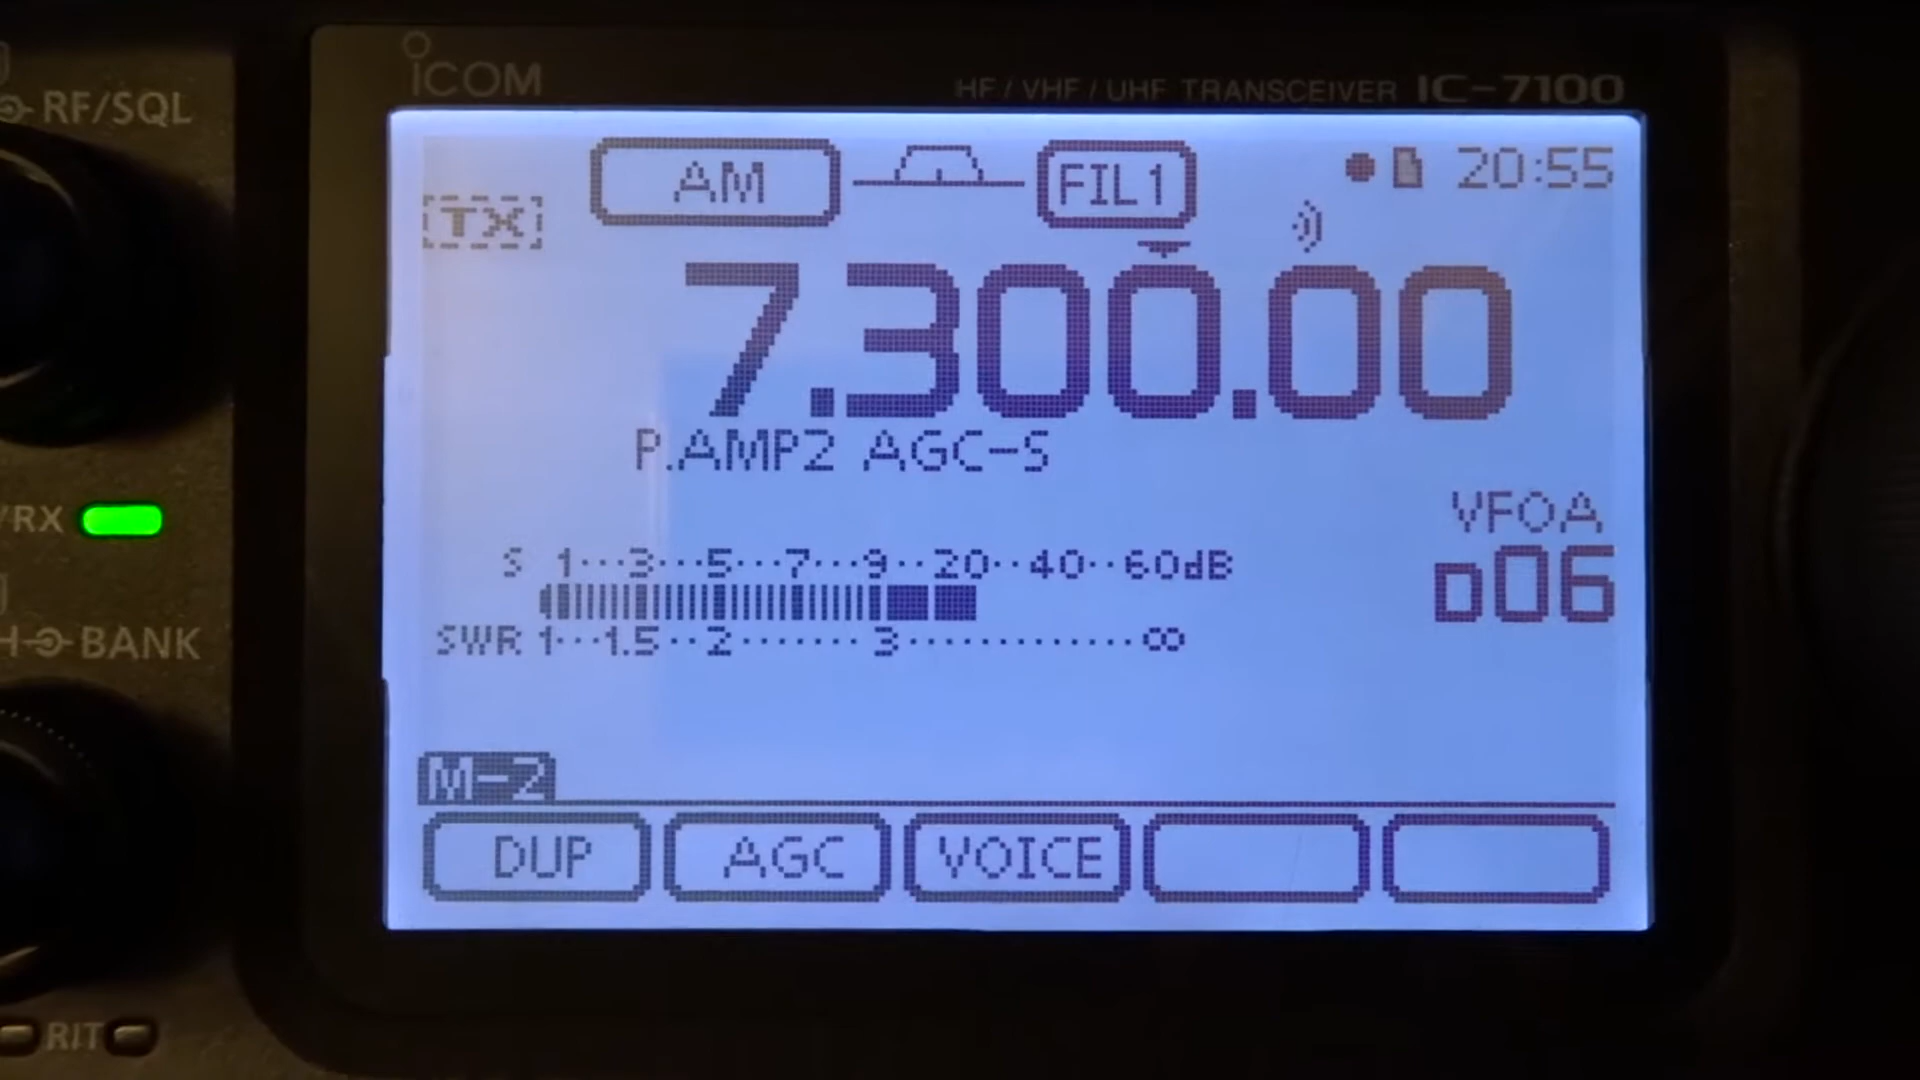 ICOM
HF / VHF / UHF TRANSCEIVER IC-7100
RF/SQL
AM FIL1 20:55
TX
7.300.00
P.AMP2 AGC-S
VFOA
/RX
S 1···3···5···7···9··20··40··60dB
006
SWR 1···1.5··2·······3············∞
BANK
M-2
DUP AGC VOICE
RIT